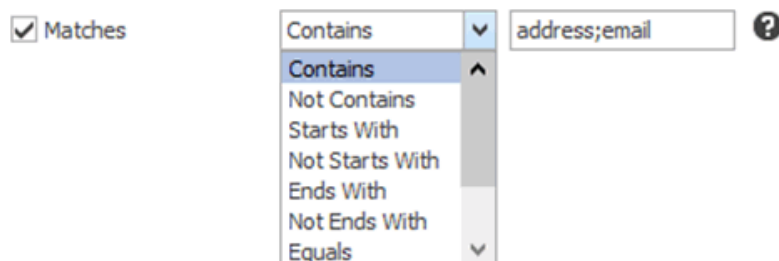 Matches Contains address;email ?
Contains
Not Contains
Starts With
Not Starts With
Ends With
Not Ends With
Equals